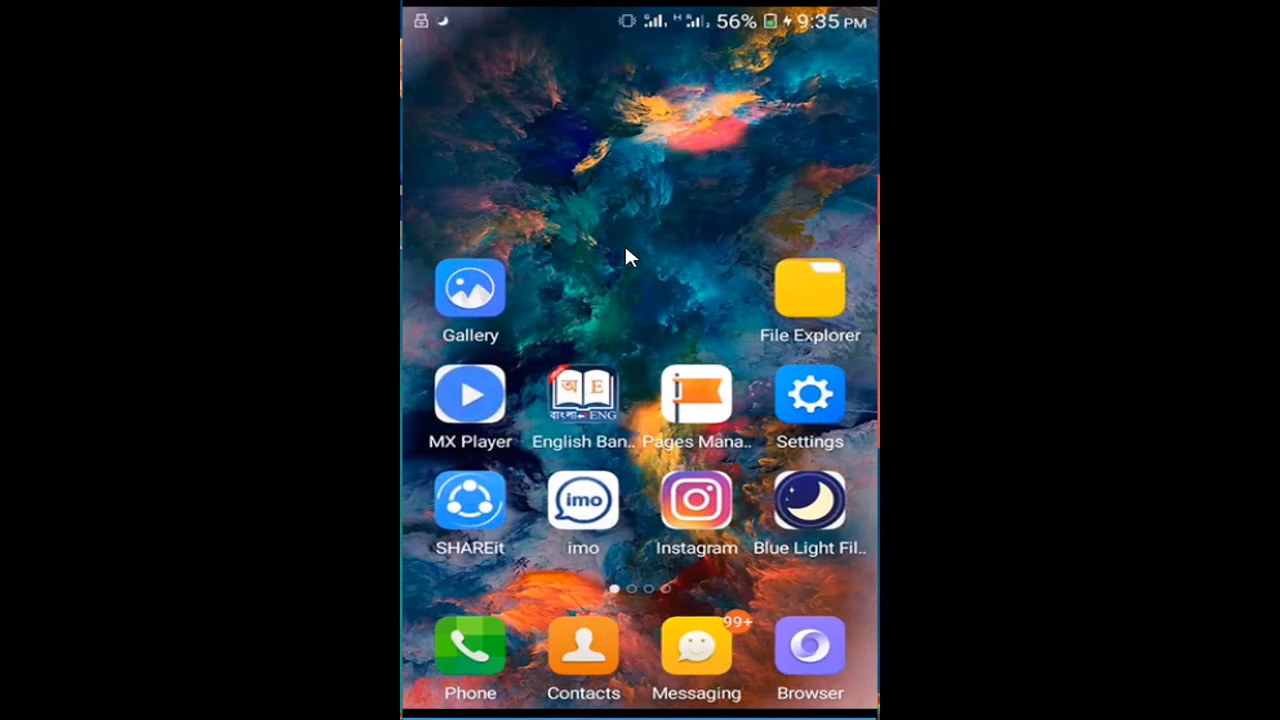 56% 9:35 PM
Gallery File Explorer
অ E
বাংলা ENG
MX Player English Ban.. Pages Mana.. Settings
imo
SHAREit imo Instagram Blue Light Fil..
99+
Phone Contacts Messaging Browser